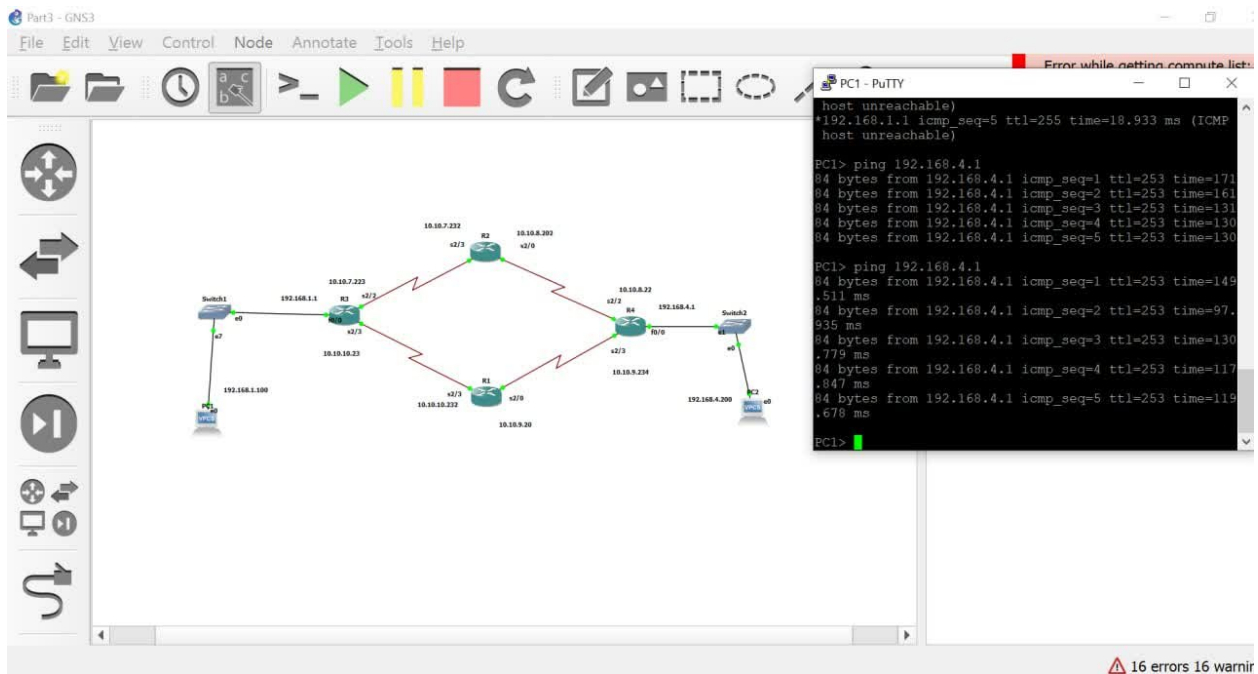 Part3 - GNS3
File Edit View Control Node Annotate Tools Help
Error while getting compute list:
PC1 - PuTTY
host unreachable)
*192.168.1.1 icmp_seq=5 ttl=255 time=18.933 ms (ICMP
host unreachable)
PC1> ping 192.168.4.1
84 bytes from 192.168.4.1 icmp_seq=1 ttl=253 time=171
84 bytes from 192.168.4.1 icmp_seq=2 ttl=253 time=161
84 bytes from 192.168.4.1 icmp_seq=3 ttl=253 time=131
84 bytes from 192.168.4.1 icmp_seq=4 ttl=253 time=130
84 bytes from 192.168.4.1 icmp_seq=5 ttl=253 time=130
PC1> ping 192.168.4.1
84 bytes from 192.168.4.1 icmp_seq=1 ttl=253 time=149
.511 ms
84 bytes from 192.168.4.1 icmp_seq=2 ttl=253 time=97.
935 ms
84 bytes from 192.168.4.1 icmp_seq=3 ttl=253 time=130
.779 ms
84 bytes from 192.168.4.1 icmp_seq=4 ttl=253 time=117
.847 ms
84 bytes from 192.168.4.1 icmp_seq=5 ttl=253 time=119
.678 ms
PC1>
10.10.7.232
R2
10.10.8.202
s2/3
s2/0
10.10.7.223
10.10.8.22
Switch1
192.168.1.1
R3
s2/2
s2/2
R4
192.168.4.1
Switch2
e0
f0/0
s2/3
f0/0
e1
e7
e0
10.10.10.23
s2/3
10.10.9.234
192.168.1.100
R1
s2/3
s2/0
10.10.10.232
10.10.9.20
192.168.4.200
PC2
e0
PC1
e0
VPCS
VPCS
16 errors 16 warnin